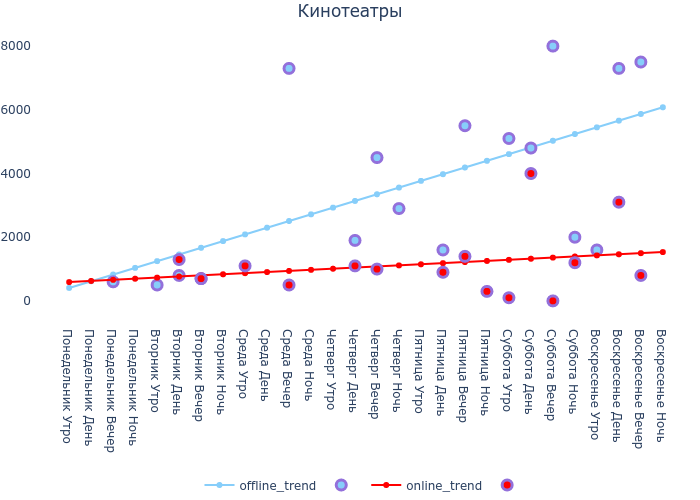 Кинотеатры
8000
6000
4000
2000
0
Понедельник Утро
Понедельник День
Понедельник Вечер
Понедельник Ночь
Вторник Утро
Вторник День
Вторник Вечер
Вторник Ночь
Среда Утро
Среда День
Среда Вечер
Среда Ночь
Четверг Утро
Четверг День
Четверг Вечер
Четверг Ночь
Пятница Утро
Пятница День
Пятница Вечер
Пятница Ночь
Суббота Утро
Суббота День
Суббота Вечер
Суббота Ночь
Воскресенье Утро
Воскресенье День
Воскресенье Вечер
Воскресенье Ночь
offline_trend online_trend